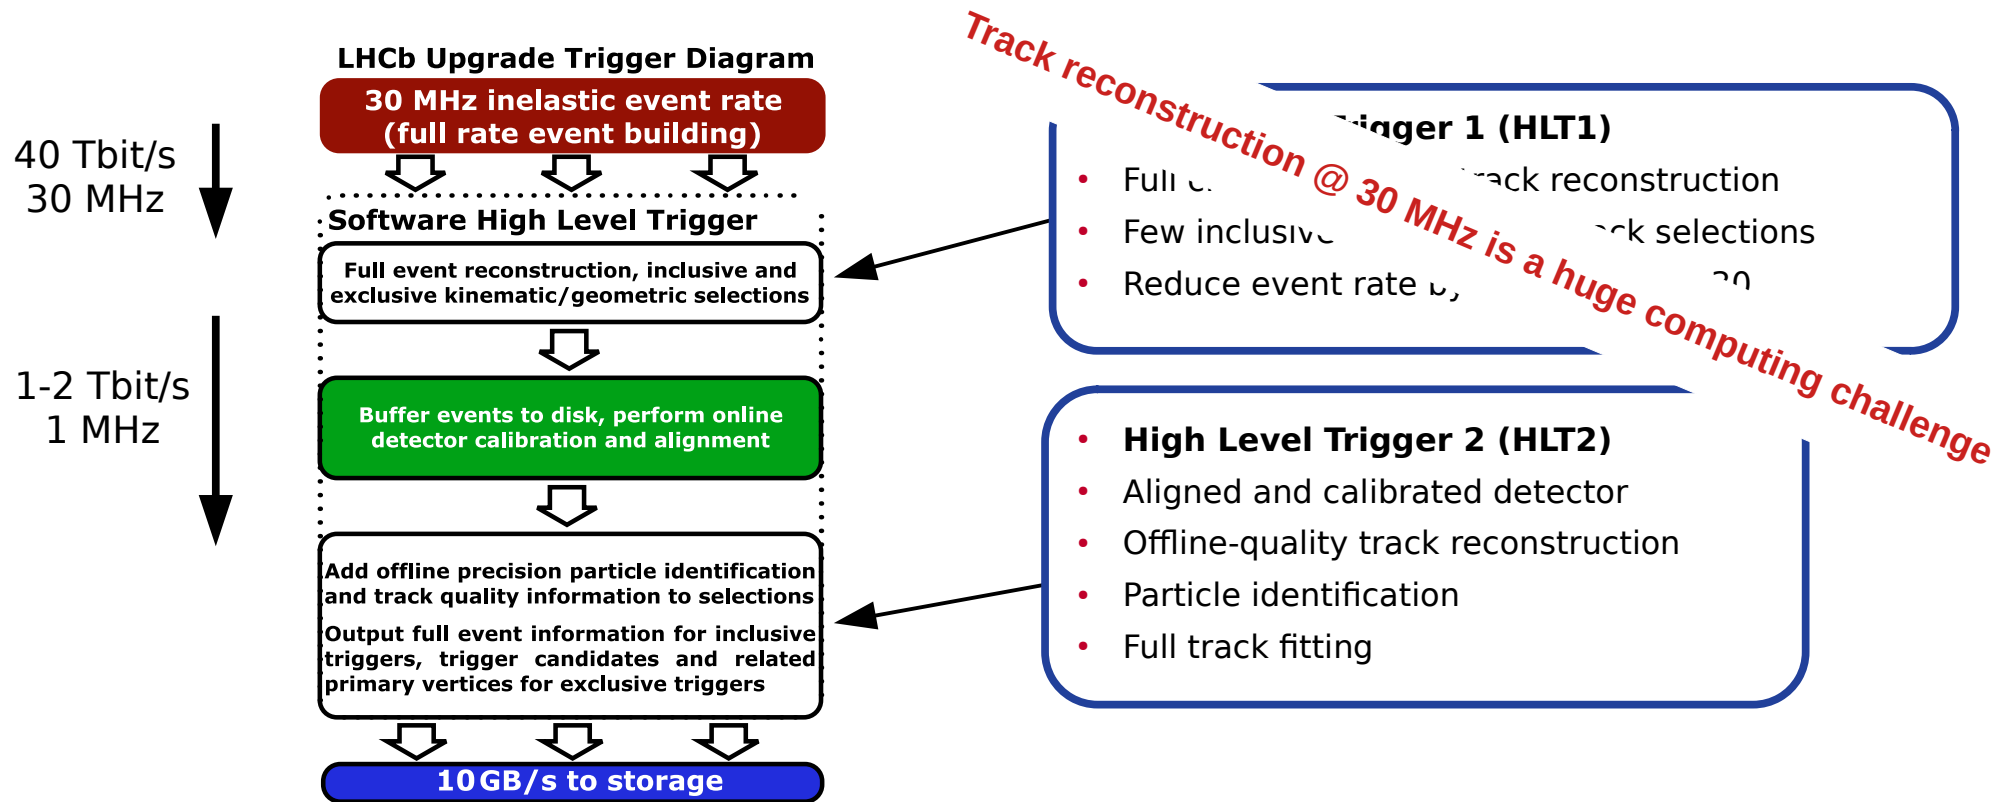 LHCb Upgrade Trigger Diagram
30 MHz inelastic event rate
(full rate event building)
40 Tbit/s
30 MHz
Software High Level Trigger
Full event reconstruction, inclusive and
exclusive kinematic/geometric selections
1-2 Tbit/s
1 MHz
Buffer events to disk, perform online
detector calibration and alignment
Add offline precision particle identification
and track quality information to selections
Output full event information for inclusive
triggers, trigger candidates and related
primary vertices for exclusive triggers
10 GB/s to storage
Track reconstruction @ 30 MHz is a huge computing challenge
Trigger 1 (HLT1)
• Full track reconstruction
• Few inclusive selections
• Reduce event rate by 30
• High Level Trigger 2 (HLT2)
• Aligned and calibrated detector
• Offline-quality track reconstruction
• Particle identification
• Full track fitting